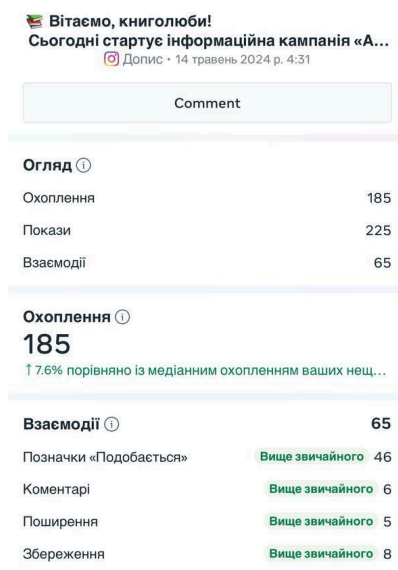 📚 Вітаємо, книголюби!
Сьогодні стартує інформаційна кампанія «А...
Допис • 14 травень 2024 р. 4:31
Comment
Огляд
Охоплення 185
Покази 225
Взаємодії 65
Охоплення
185
↑ 7.6% порівняно із медіанним охопленням ваших нещ...
Взаємодії 65
Позначки «Подобається» Вище звичайного 46
Коментарі Вище звичайного 6
Поширення Вище звичайного 5
Збереження Вище звичайного 8